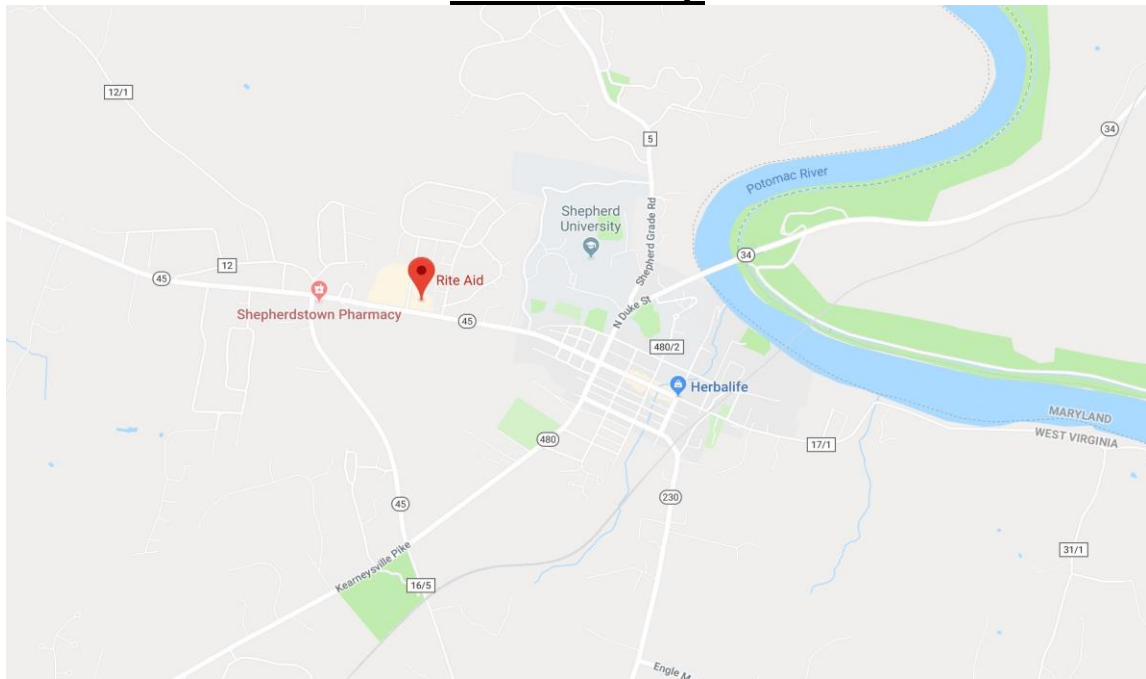 12/1
34
5
Potomac River
Shepherd
University
Shepherd Grade Rd
12
45
Rite Aid
34
Shepherdstown Pharmacy
45
N Duke St
480/2
Herbalife
MARYLAND
WEST VIRGINIA
480
17/1
230
45
31/1
Kearneysville Pike
16/5
Engle M